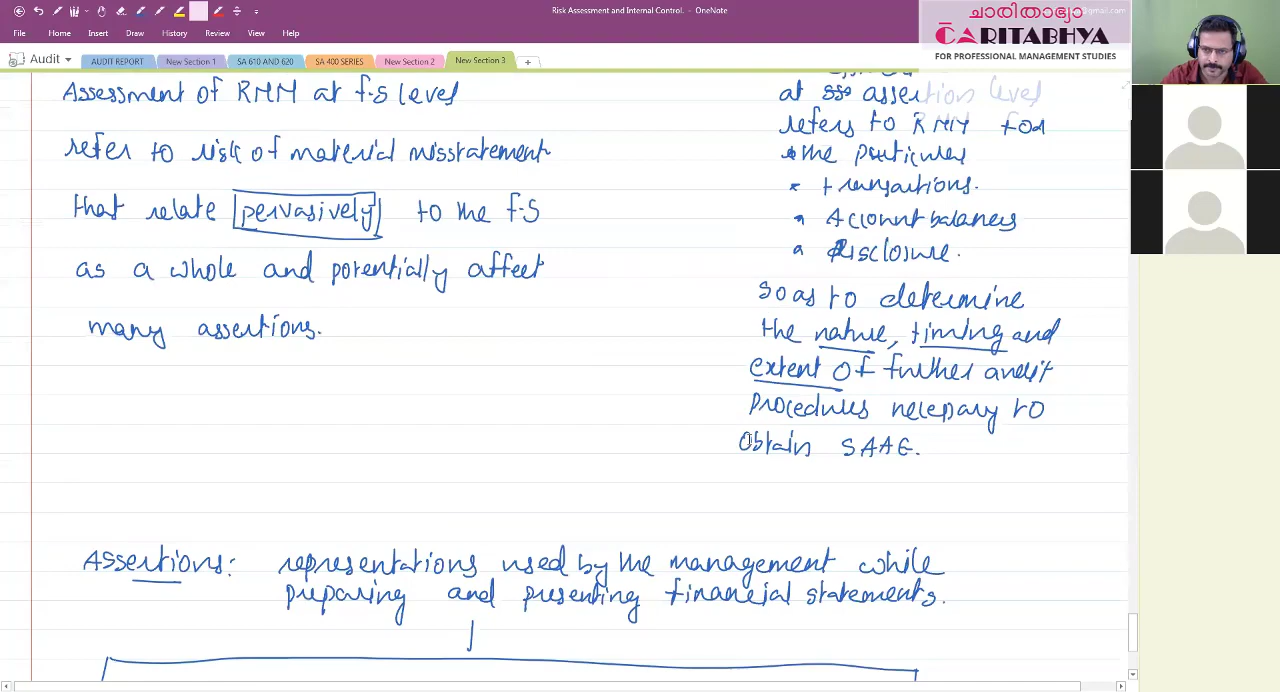 Risk Assessment and Internal Control. - OneNote
File Home Insert Draw History Review View Help
Audit
AUDIT REPORT New Section 1 SA 610 AND 620 SA 400 SERIES New Section 2 New Section 3
ചാരിതാഭ്യാ
CARITABHYA
FOR PROFESSIONAL MANAGEMENT STUDIES
Assessment of RMM at f-S level
refer to risk of material misstatement
that relate pervasively to the f-S
as a whole and potentially affect
many assertions.
at assertion level
refers to RMM for
the particular
* transactions.
* Account balances
* disclosure.
So as to determine
the nature, timing and
extent of further audit
Procedures necessary to
Obtain SAAE.
Assertions: representations used by the management while
preparing and presenting financial statements.